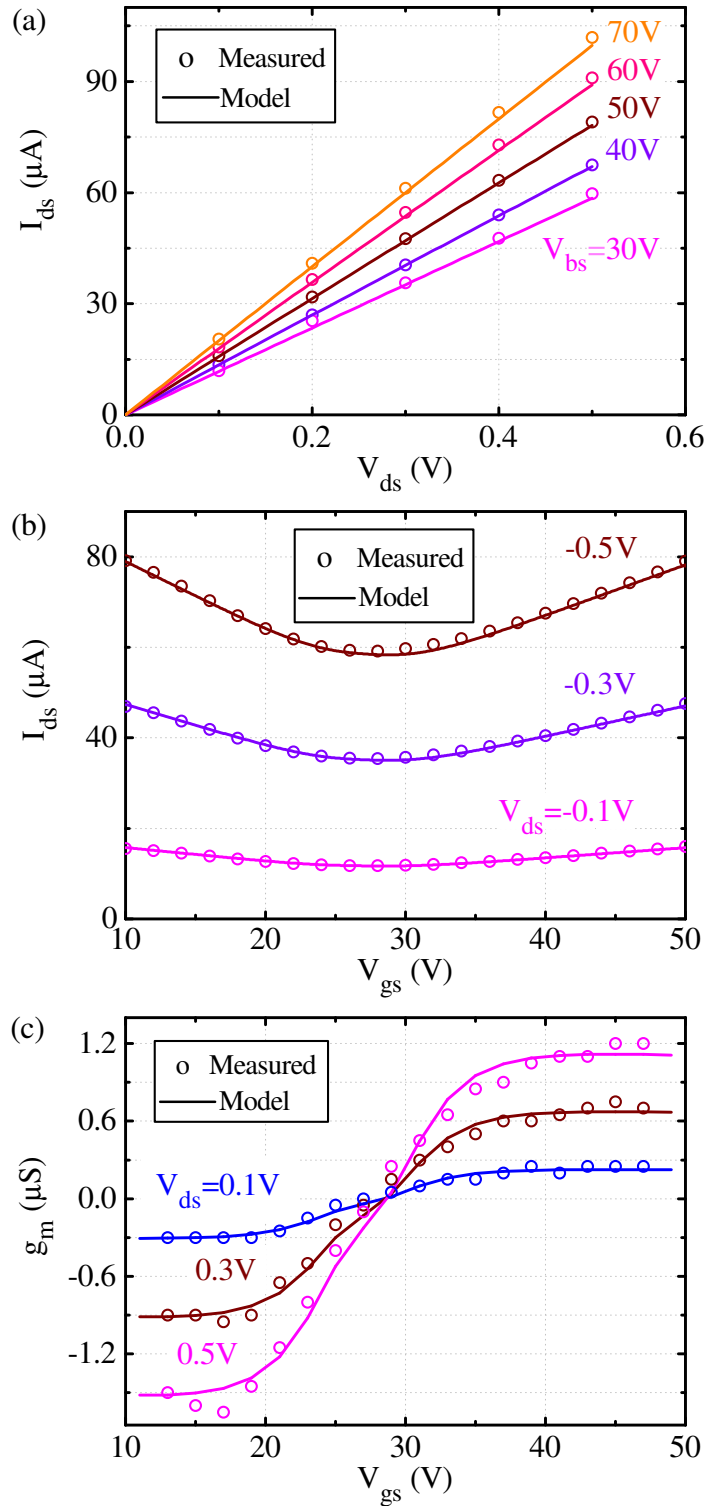 (a)
Measured
Model
70V
60V
50V
40V
V_bs=30V
I_ds (μA)
90
60
30
0
0.0 0.2 0.4 0.6
V_ds (V)
(b)
Measured
Model
-0.5V
-0.3V
V_ds=-0.1V
I_ds (μA)
80
40
0
10 20 30 40 50
V_gs (V)
(c)
Measured
Model
V_ds=0.1V
0.3V
0.5V
g_m (μS)
1.2
0.6
0.0
-0.6
-1.2
10 20 30 40 50
V_gs (V)